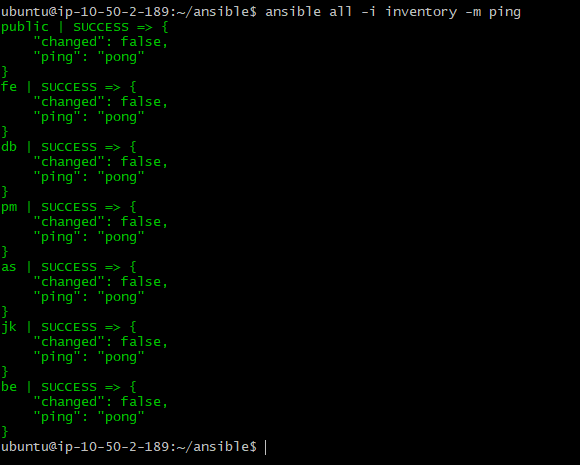 ubuntu@ip-10-50-2-189:~/ansible$ ansible all -i inventory -m ping
public | SUCCESS => {
    "changed": false,
    "ping": "pong"
}
fe | SUCCESS => {
    "changed": false,
    "ping": "pong"
}
db | SUCCESS => {
    "changed": false,
    "ping": "pong"
}
pm | SUCCESS => {
    "changed": false,
    "ping": "pong"
}
as | SUCCESS => {
    "changed": false,
    "ping": "pong"
}
jk | SUCCESS => {
    "changed": false,
    "ping": "pong"
}
be | SUCCESS => {
    "changed": false,
    "ping": "pong"
}
ubuntu@ip-10-50-2-189:~/ansible$